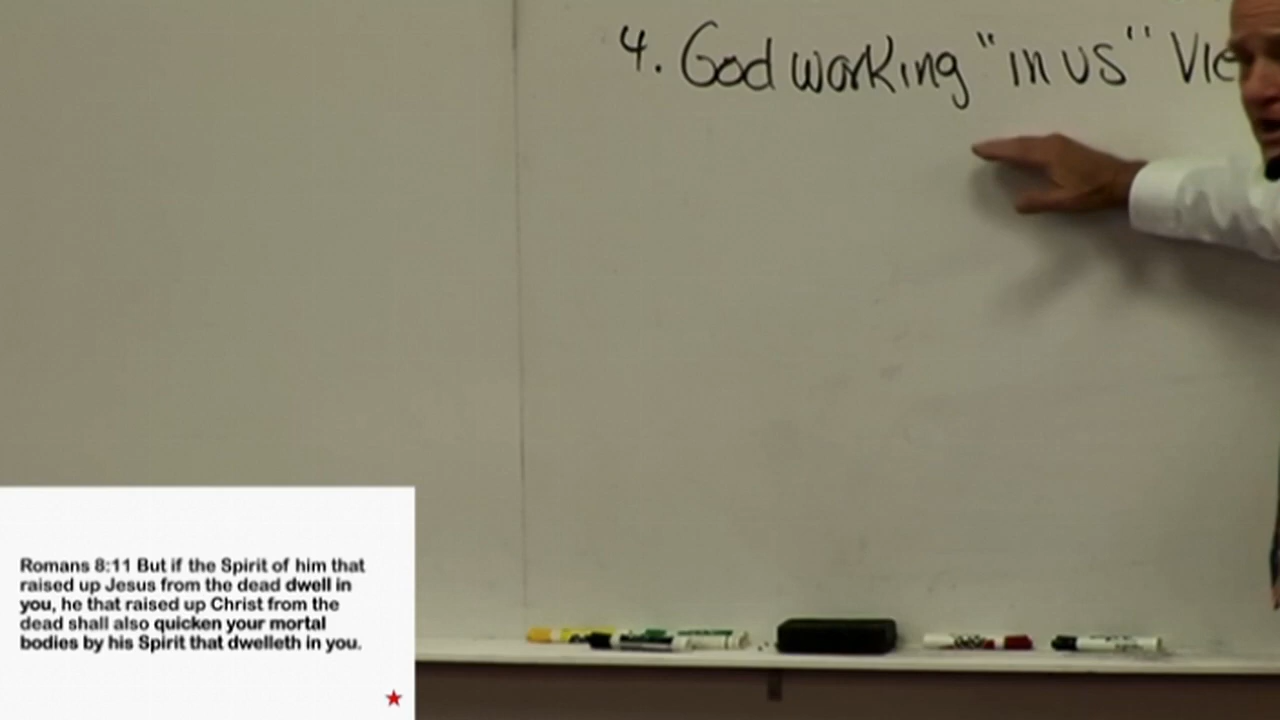 4. God working "in us" Vie
Romans 8:11 But if the Spirit of him that
raised up Jesus from the dead dwell in
you, he that raised up Christ from the
dead shall also quicken your mortal
bodies by his Spirit that dwelleth in you.